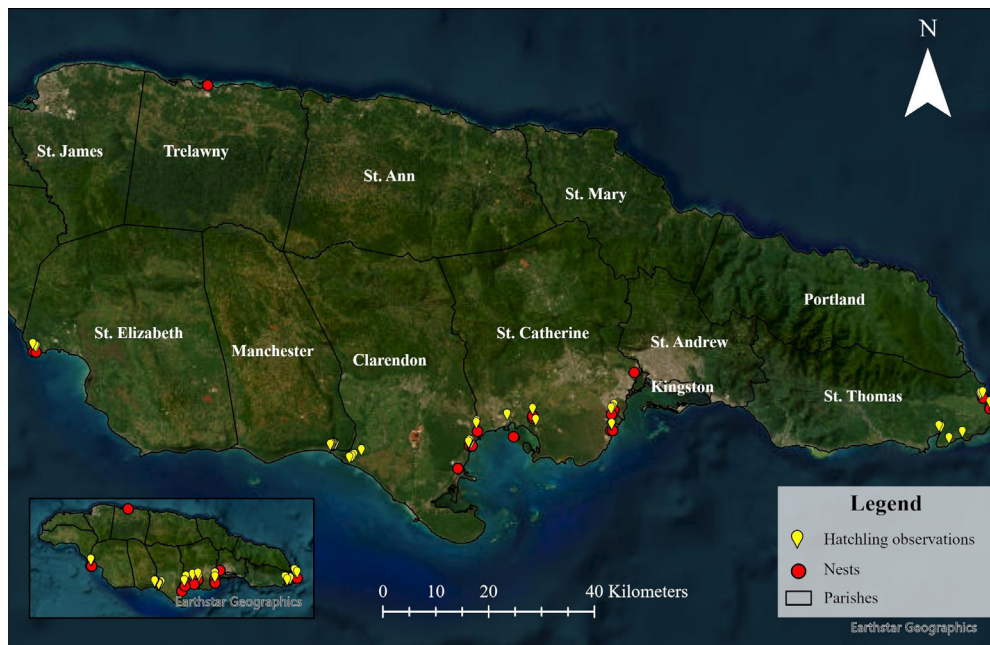 N
St. James
Trelawny
St. Ann
St. Mary
Portland
St. Elizabeth
Manchester
Clarendon
St. Catherine
St. Andrew
Kingston
St. Thomas
Legend
Hatchling observations
Nests
Parishes
0 10 20 40 Kilometers
Earthstar Geographics
Earthstar Geographics